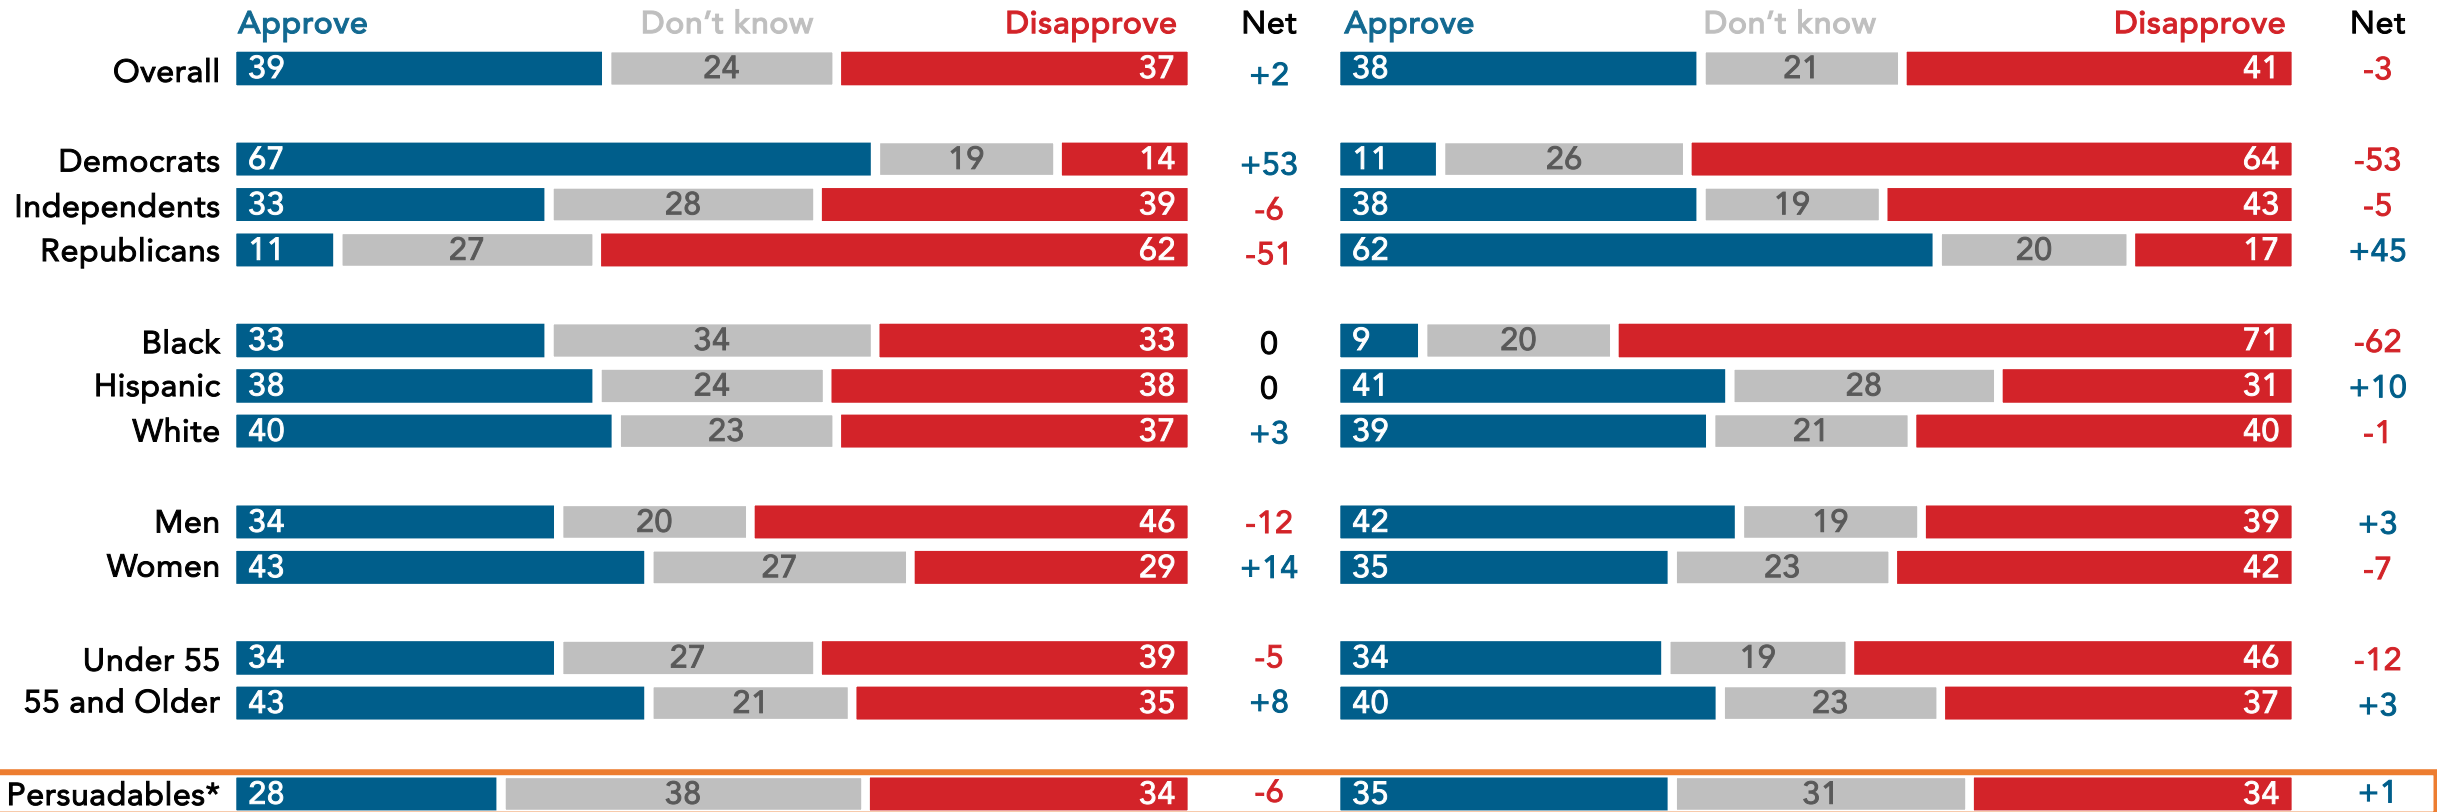 Approve Don't know Disapprove Net Approve Don't know Disapprove Net
Overall 39 24 37 +2 38 21 41 -3
Democrats 67 19 14 +53 11 26 64 -53
Independents 33 28 39 -6 38 19 43 -5
Republicans 11 27 62 -51 62 20 17 +45
Black 33 34 33 0 9 20 71 -62
Hispanic 38 24 38 0 41 28 31 +10
White 40 23 37 +3 39 21 40 -1
Men 34 20 46 -12 42 19 39 +3
Women 43 27 29 +14 35 23 42 -7
Under 55 34 27 39 -5 34 19 46 -12
55 and Older 43 21 35 +8 40 23 37 +3
Persuadables* 28 38 34 -6 35 31 34 +1